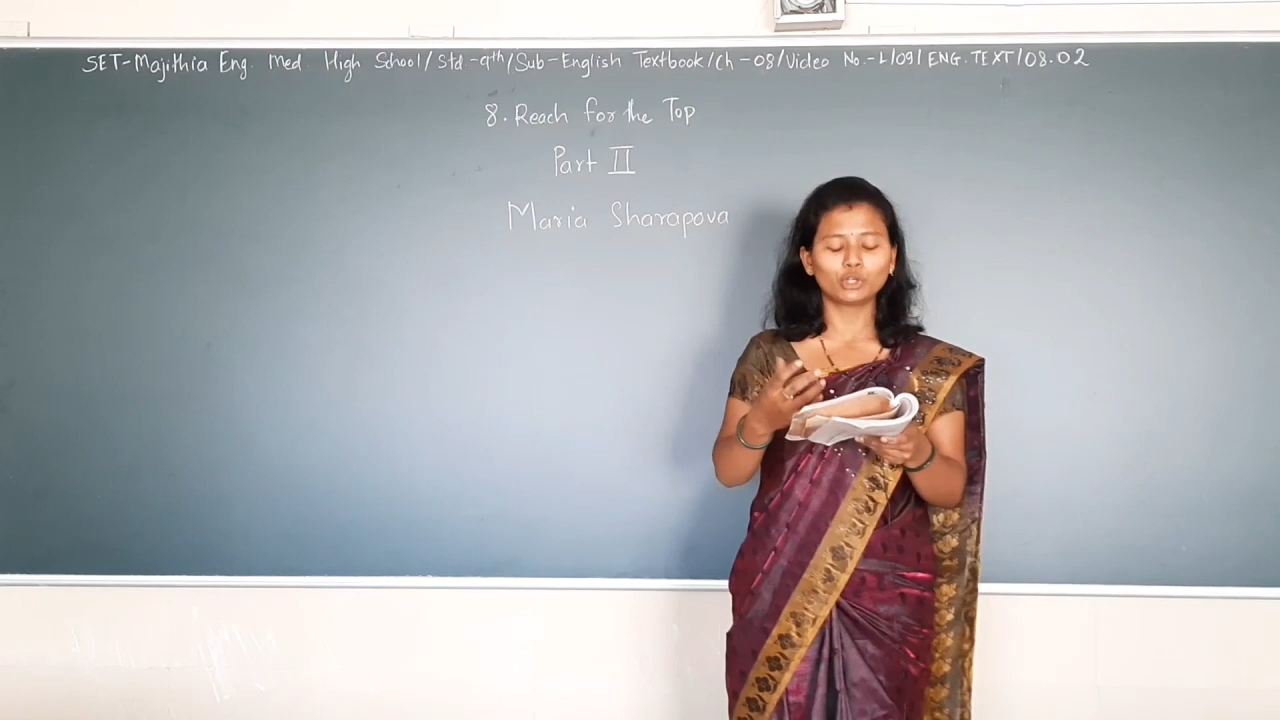 SET-Majithia Eng. Med High School/Std-9th/Sub-English Textbook/Ch-08/Video No.-L/09/ENG.TEXT/08.02
8. Reach for the Top
Part II
Maria Sharapova